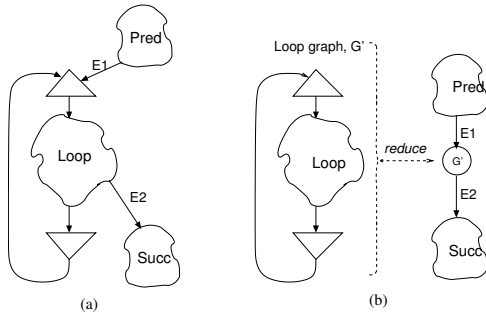 Pred
E1
Loop
E2
Succ
(a)
Loop graph, G'
Loop
reduce
Pred
E1
G'
E2
Succ
(b)